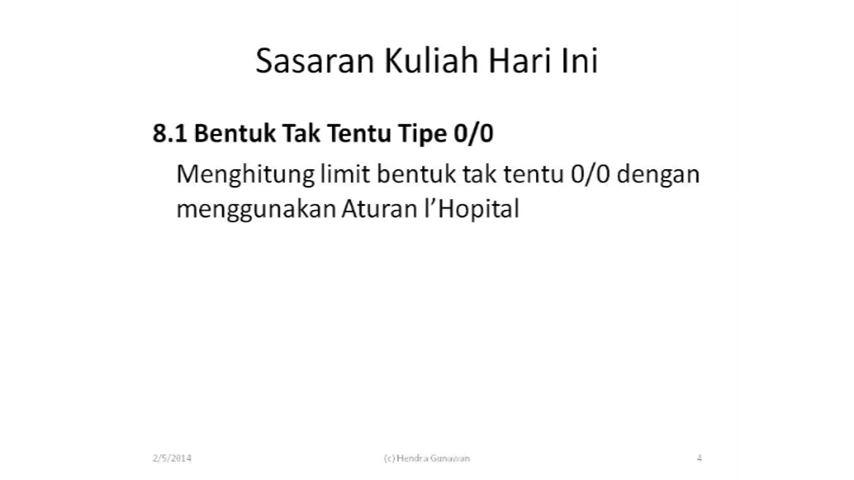 Sasaran Kuliah Hari Ini
8.1 Bentuk Tak Tentu Tipe 0/0
Menghitung limit bentuk tak tentu 0/0 dengan
menggunakan Aturan l’Hopital
2/5/2014
(c) Hendra Gunawan
4